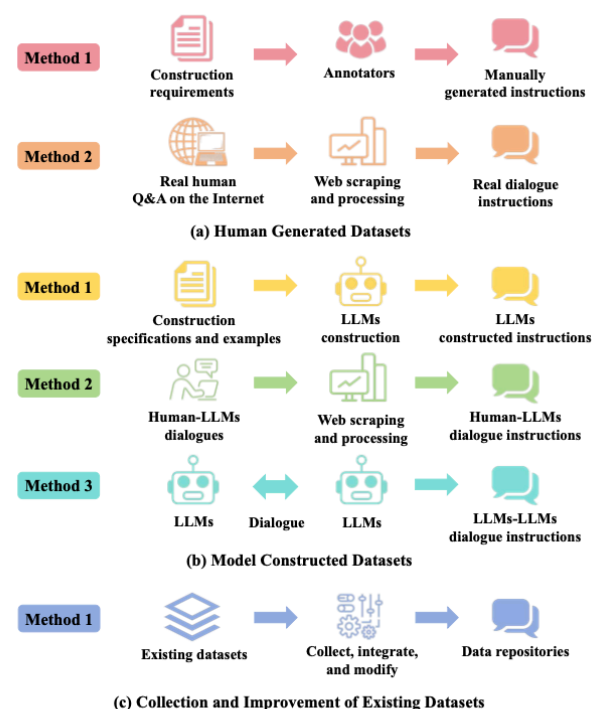 Method 1
Construction
requirements
Annotators
Manually
generated instructions
Method 2
Real human
Q&A on the Internet
Web scraping
and processing
Real dialogue
instructions
(a) Human Generated Datasets
Method 1
Construction
specifications and examples
LLMs
construction
LLMs
constructed instructions
Method 2
Human-LLMs
dialogues
Web scraping
and processing
Human-LLMs
dialogue instructions
Method 3
LLMs
Dialogue
LLMs
LLMs-LLMs
dialogue instructions
(b) Model Constructed Datasets
Method 1
Existing datasets
Collect, integrate,
and modify
Data repositories
(c) Collection and Improvement of Existing Datasets